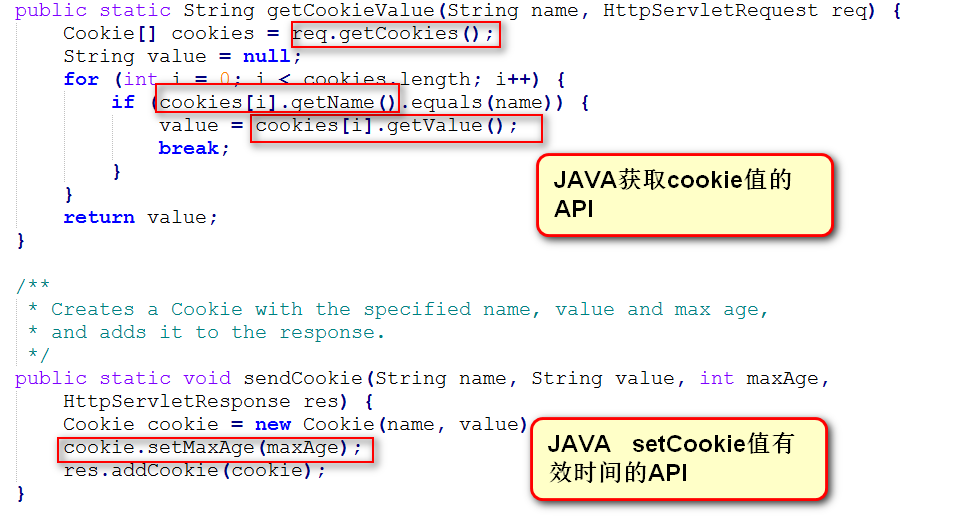 public static String getCookieValue(String name, HttpServletRequest req) {
Cookie[] cookies = req.getCookies();
String value = null;
for (int i = 0; i < cookies.length; i++) {
if (cookies[i].getName().equals(name)) {
value = cookies[i].getValue();
break;
}
}
return value;
}
JAVA获取cookie值的
API
/**
* Creates a Cookie with the specified name, value and max age,
* and adds it to the response.
*/
public static void sendCookie(String name, String value, int maxAge,
HttpServletResponse res) {
Cookie cookie = new Cookie(name, value)
cookie.setMaxAge(maxAge);
res.addCookie(cookie);
}
JAVA setCookie值有
效时间的API